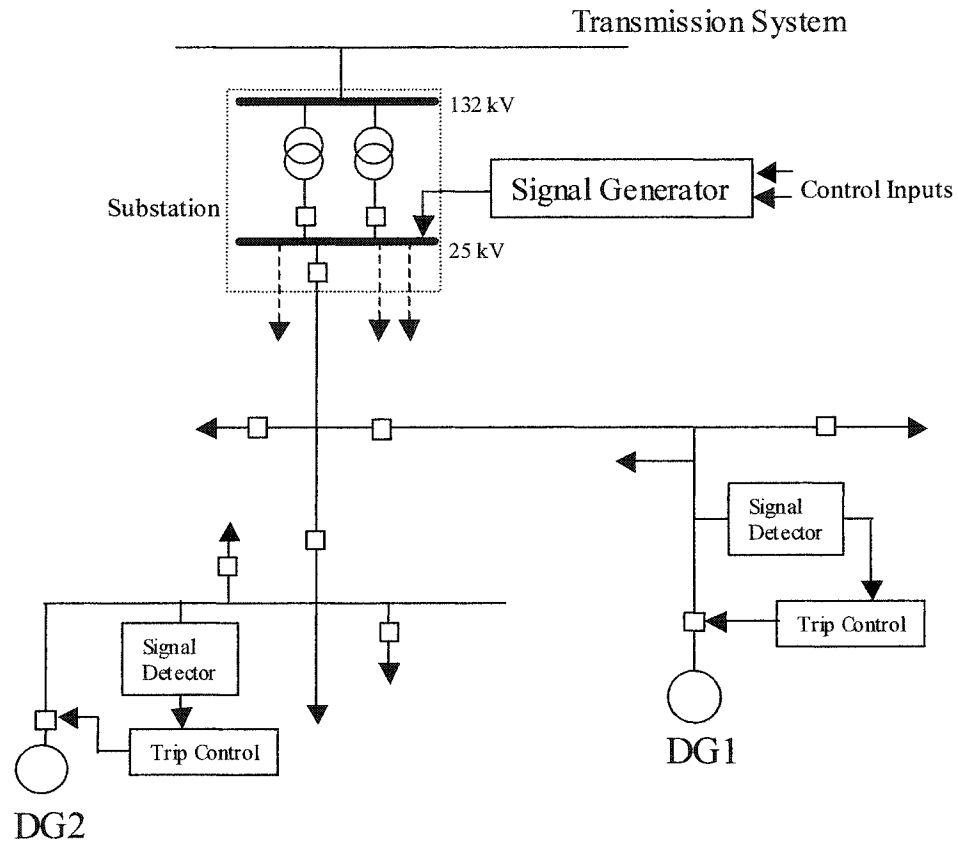 Transmission System
132 kV
Signal Generator
Control Inputs
Substation
25 kV
Signal
Detector
Trip Control
DG1
Signal
Detector
Trip Control
DG2